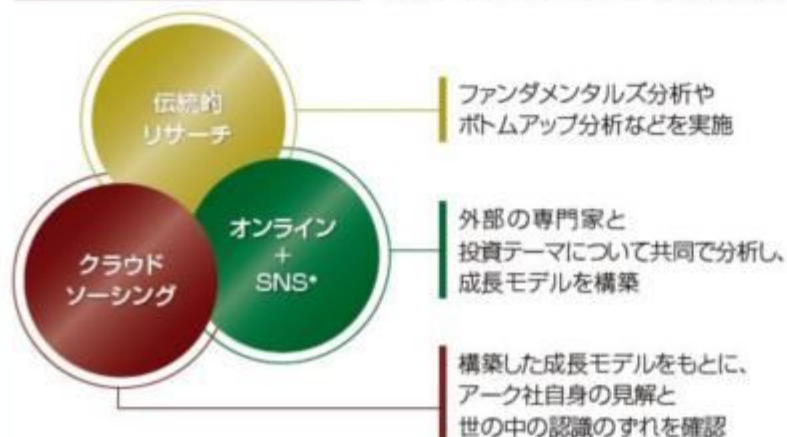 伝統的
リサーチ
ファンダメンタルズ分析や
ボトムアップ分析などを実施
オンライン
+
SNS*
外部の専門家と
投資テーマについて共同で分析し、
成長モデルを構築
クラウド
ソーシング
構築した成長モデルをもとに、
アーク社自身の見解と
世の中の認識のずれを確認